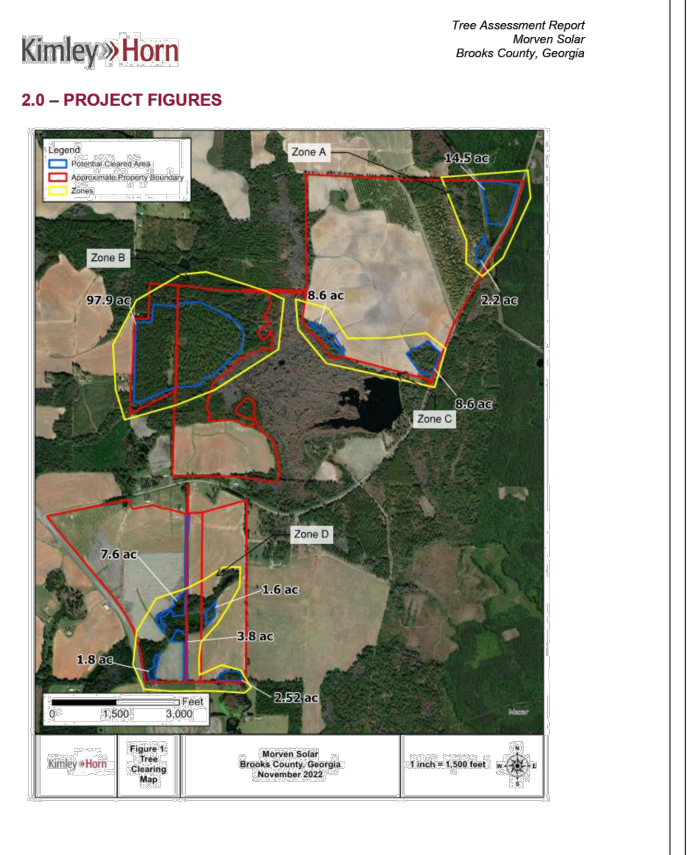 Kimley»Horn
Tree Assessment Report
Morven Solar
Brooks County, Georgia
2.0 – PROJECT FIGURES
Legend
Potential Cleared Area
Approximate Property Boundary
Zones
Zone A
14.5 ac
Zone B
97.9 ac
8.6 ac
2.2 ac
8.6 ac
Zone C
Zone D
7.6 ac
1.6 ac
3.8 ac
1.8 ac
2.52 ac
Feet
0 1,500 3,000
Maxar
Kimley»Horn
Figure 1:
Tree
Clearing
Map
Morven Solar
Brooks County, Georgia
November 2022
1 inch = 1,500 feet
N
W E
S